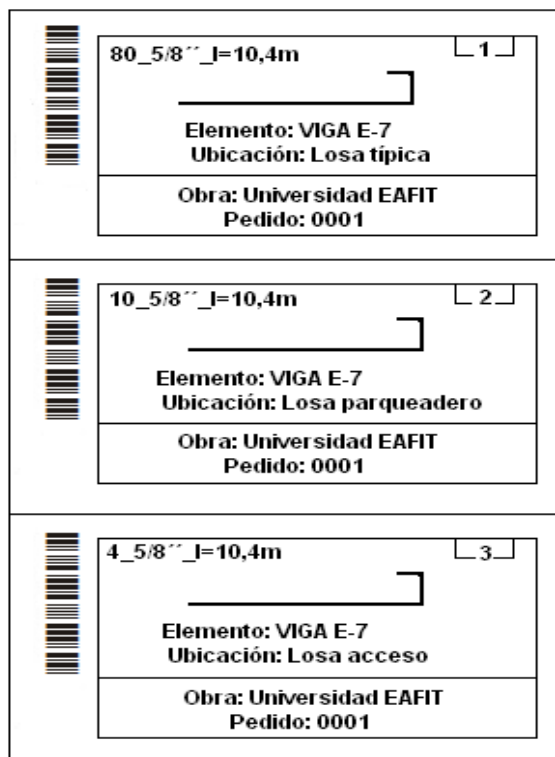 80_5/8´´_l=10,4m
1
Elemento: VIGA E-7
Ubicación: Losa típica
Obra: Universidad EAFIT
Pedido: 0001
10_5/8´´_l=10,4m
2
Elemento: VIGA E-7
Ubicación: Losa parqueadero
Obra: Universidad EAFIT
Pedido: 0001
4_5/8´´_l=10,4m
3
Elemento: VIGA E-7
Ubicación: Losa acceso
Obra: Universidad EAFIT
Pedido: 0001